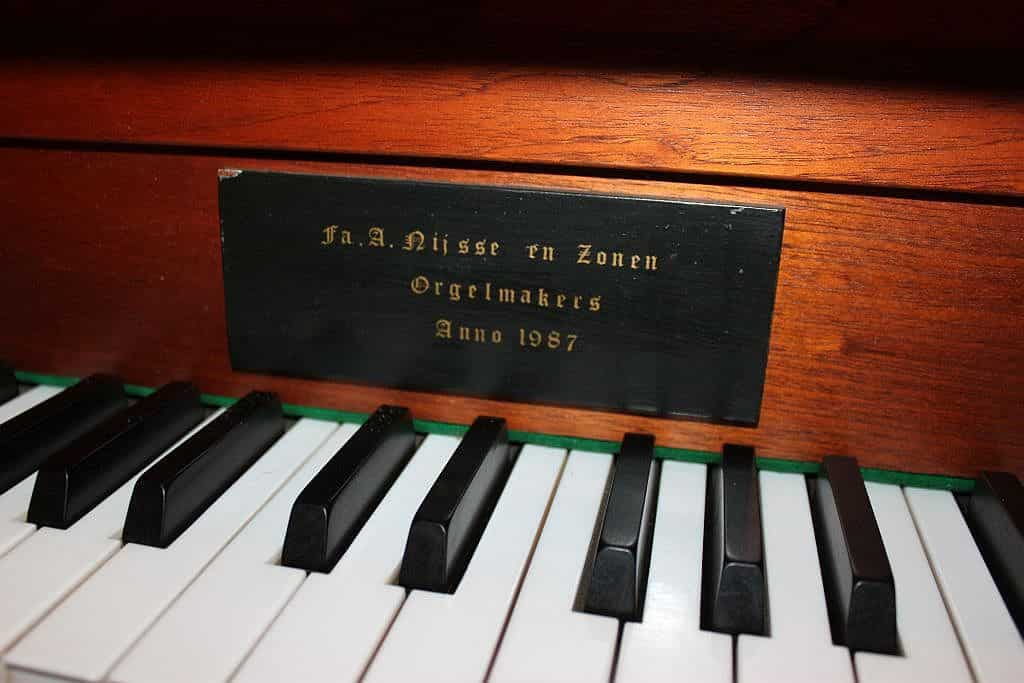 Fa. A. Nijsse en Zonen
Orgelmakers
Anno 1987